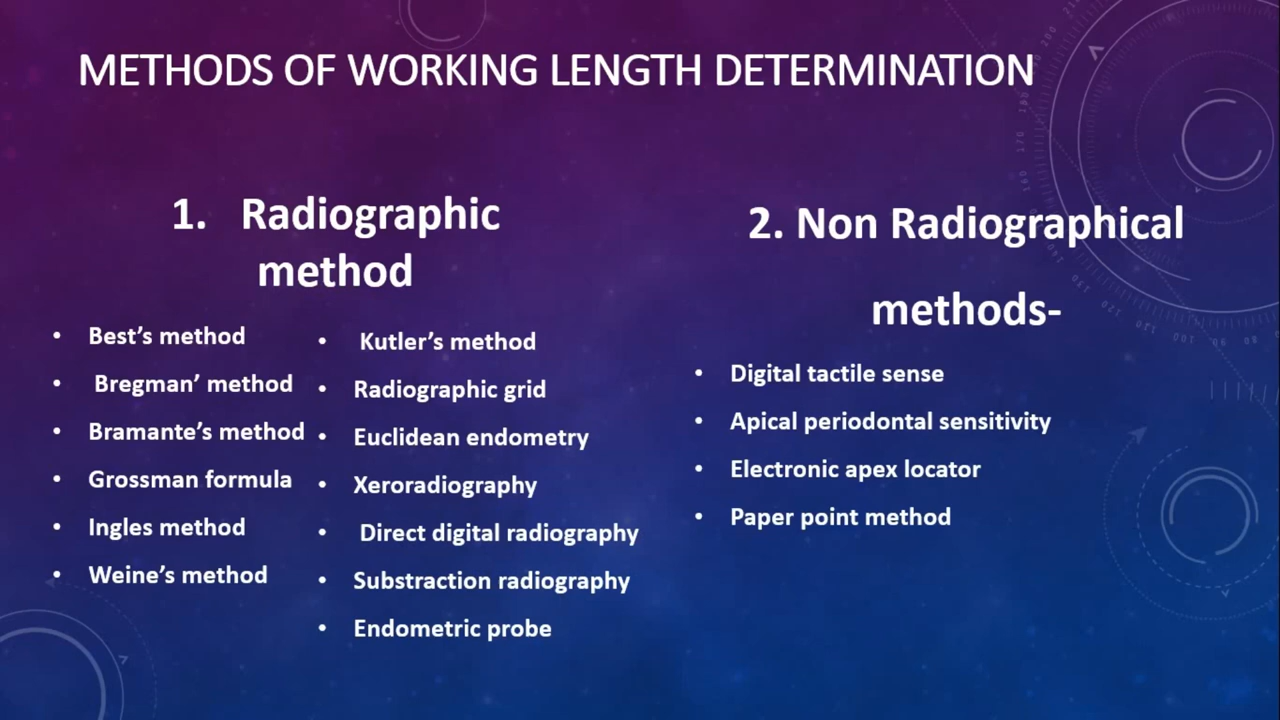 METHODS OF WORKING LENGTH DETERMINATION
1. Radiographic
method
• Best's method
• Bregman' method
• Bramante's method
• Grossman formula
• Ingles method
• Weine's method
• Kutler's method
• Radiographic grid
• Euclidean endometry
• Xeroradiography
• Direct digital radiography
• Substraction radiography
• Endometric probe
2. Non Radiographical
methods-
• Digital tactile sense
• Apical periodontal sensitivity
• Electronic apex locator
• Paper point method